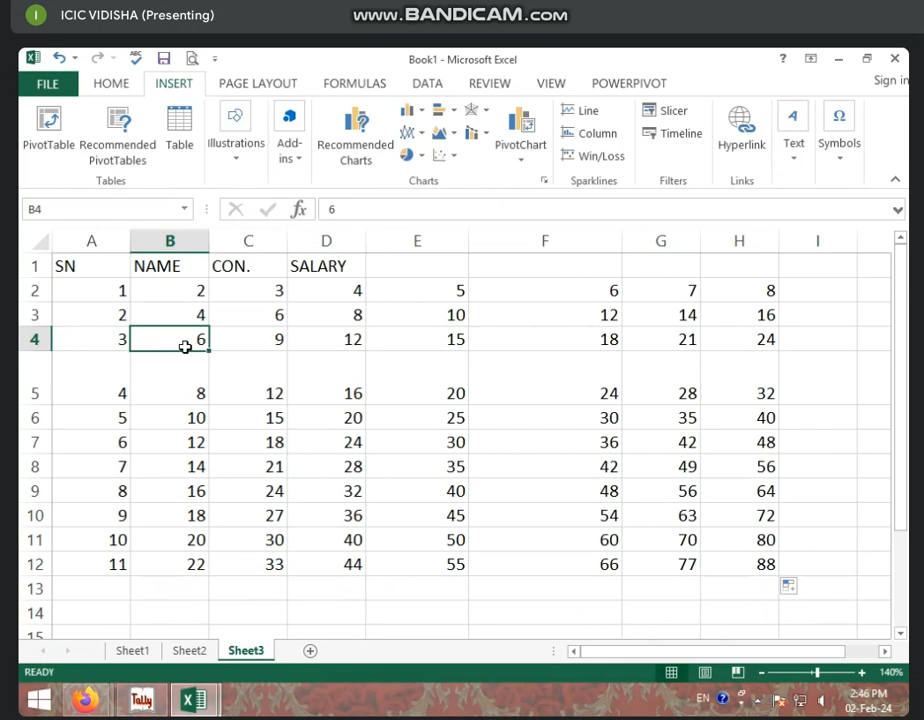 I ICIC VIDISHA (Presenting) www.BANDICAM.com
Book1 - Microsoft Excel
FILE HOME INSERT PAGE LAYOUT FORMULAS DATA REVIEW VIEW POWERPIVOT Sign in
PivotTable Recommended PivotTables Table Illustrations Add-ins Recommended Charts PivotChart Line Column Win/Loss Slicer Timeline Hyperlink Text Symbols
Tables Charts Sparklines Filters Links
B4 fx 6
A B C D E F G H I
1 SN NAME CON. SALARY
2 1 2 3 4 5 6 7 8
3 2 4 6 8 10 12 14 16
4 3 6 9 12 15 18 21 24
5 4 8 12 16 20 24 28 32
6 5 10 15 20 25 30 35 40
7 6 12 18 24 30 36 42 48
8 7 14 21 28 35 42 49 56
9 8 16 24 32 40 48 56 64
10 9 18 27 36 45 54 63 72
11 10 20 30 40 50 60 70 80
12 11 22 33 44 55 66 77 88
13
14
15
Sheet1 Sheet2 Sheet3
READY 140%
Tally EN 2:46 PM
02-Feb-24